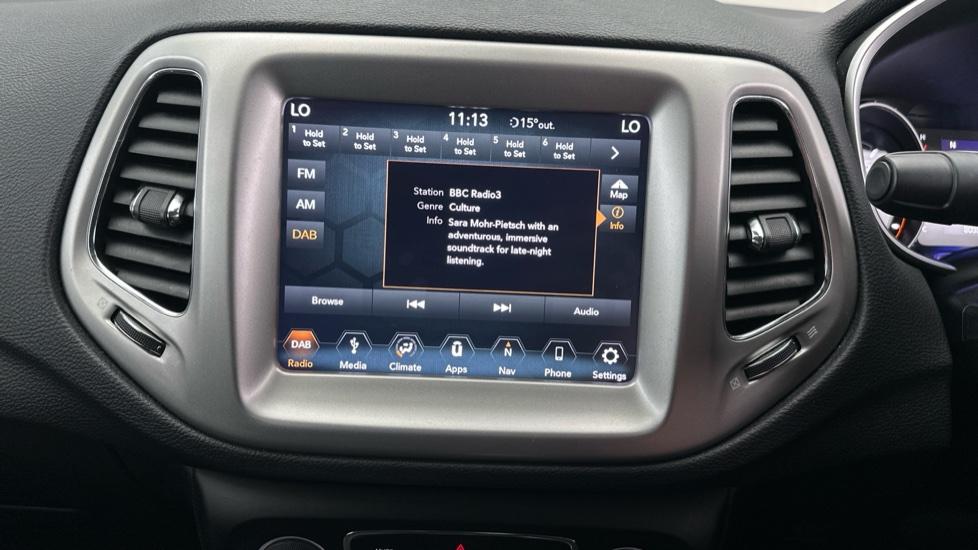 LO
11:13
15°out.
LO
1 Hold to Set
2 Hold to Set
3 Hold to Set
4 Hold to Set
5 Hold to Set
6 Hold to Set
FM
AM
DAB
Station BBC Radio3
Genre Culture
Info Sara Mohr-Pietsch with an
adventurous, immersive
soundtrack for late-night
listening.
Map
Info
Browse
Audio
DAB
N
Radio
Media
Climate
Apps
Nav
Phone
Settings
H
N